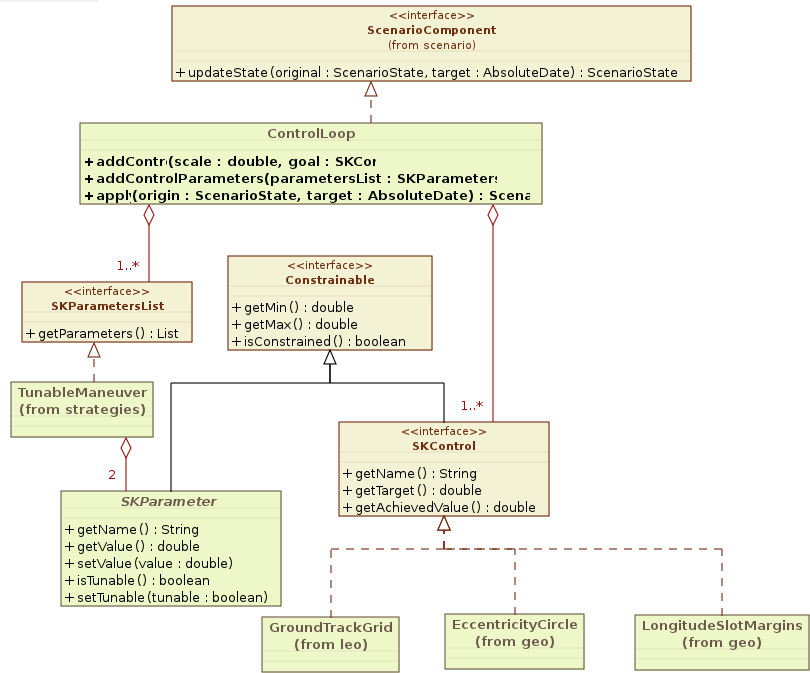 <<interface>>
ScenarioComponent
(from scenario)
+updateState(original : ScenarioState, target : AbsoluteDate) : ScenarioState
ControlLoop
+addContr(scale : double, goal : SKCor
+addControlParameters(parametersList : SKParameters
+apply(origin : ScenarioState, target : AbsoluteDate) : Scena
1..*
<<interface>>
SKParametersList
+getParameters() : List
<<interface>>
Constrainable
+getMin() : double
+getMax() : double
+isConstrained() : boolean
TunableManeuver
(from strategies)
2
1..*
<<interface>>
SKControl
+getName() : String
+getTarget() : double
+getAchievedValue() : double
SKParameter
+getName() : String
+getValue() : double
+setValue(value : double)
+isTunable() : boolean
+setTunable(tunable : boolean)
GroundTrackGrid
(from leo)
EccentricityCircle
(from geo)
LongitudeSlotMargins
(from geo)